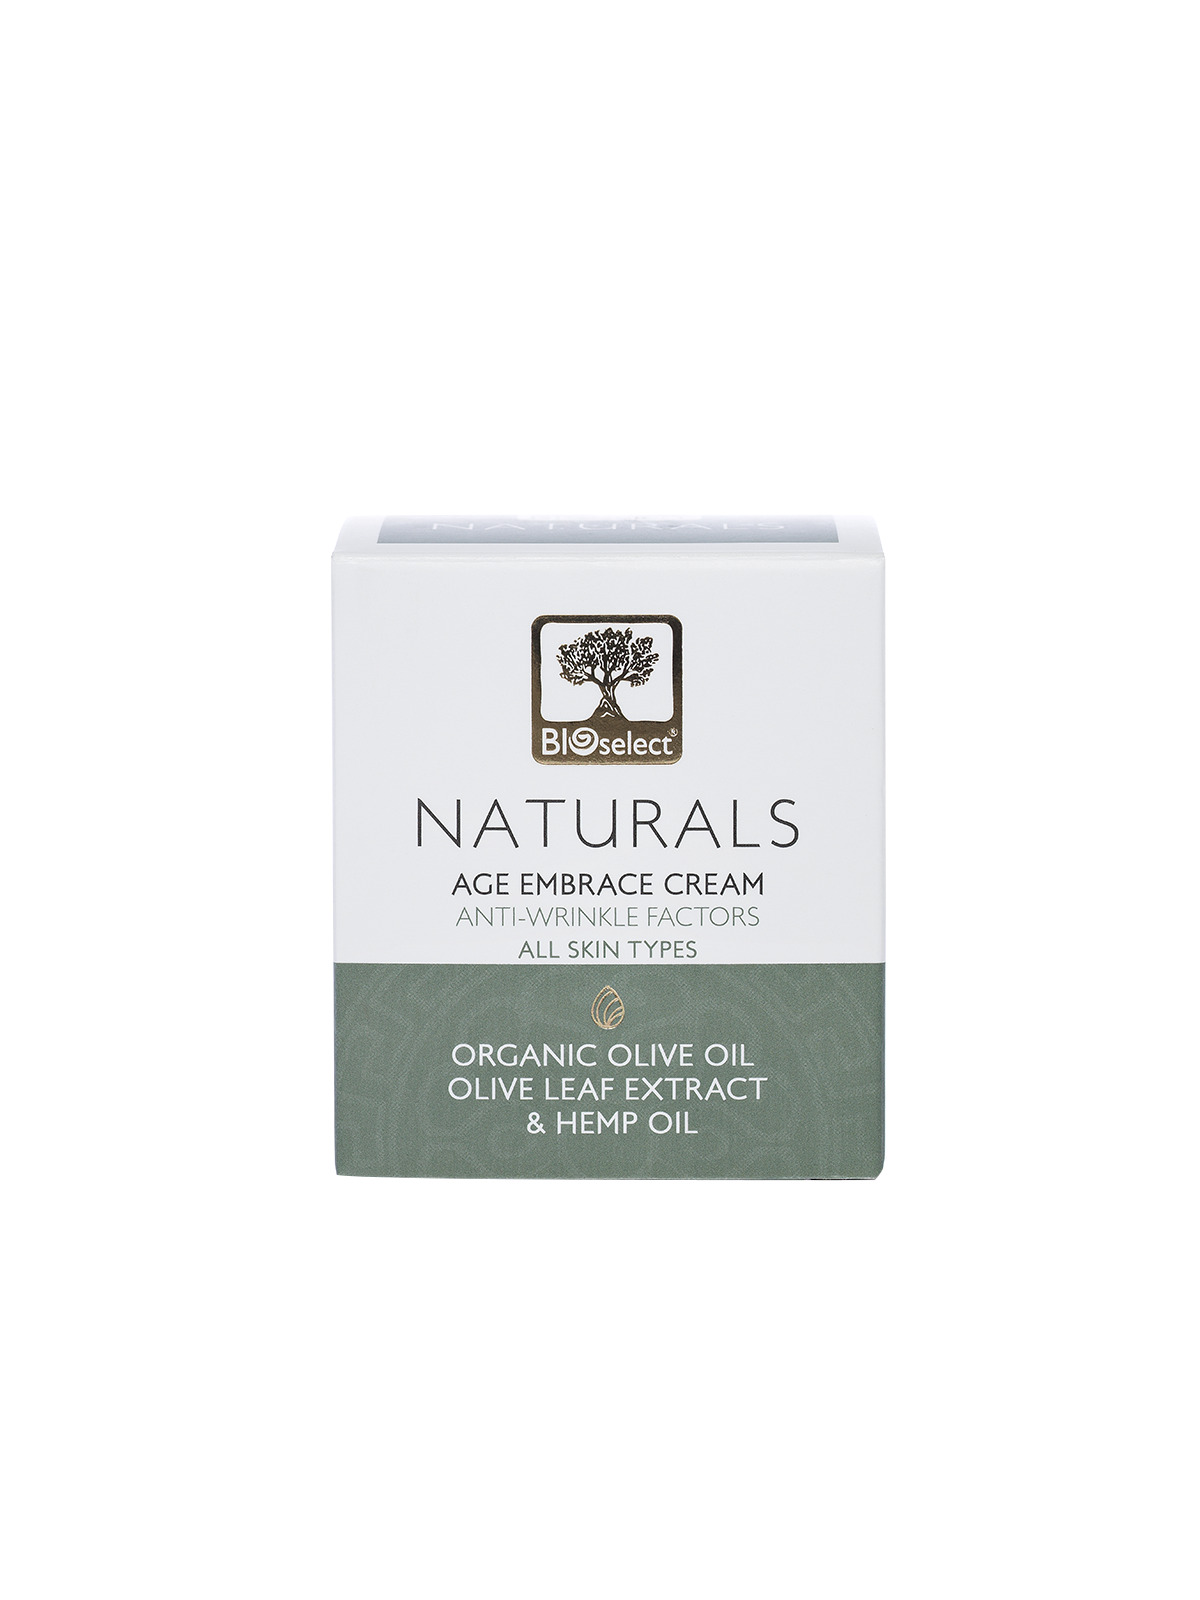 NATURALS
BIOselect®
NATURALS
AGE EMBRACE CREAM
ANTI-WRINKLE FACTORS
ALL SKIN TYPES
ORGANIC OLIVE OIL
OLIVE LEAF EXTRACT
& HEMP OIL